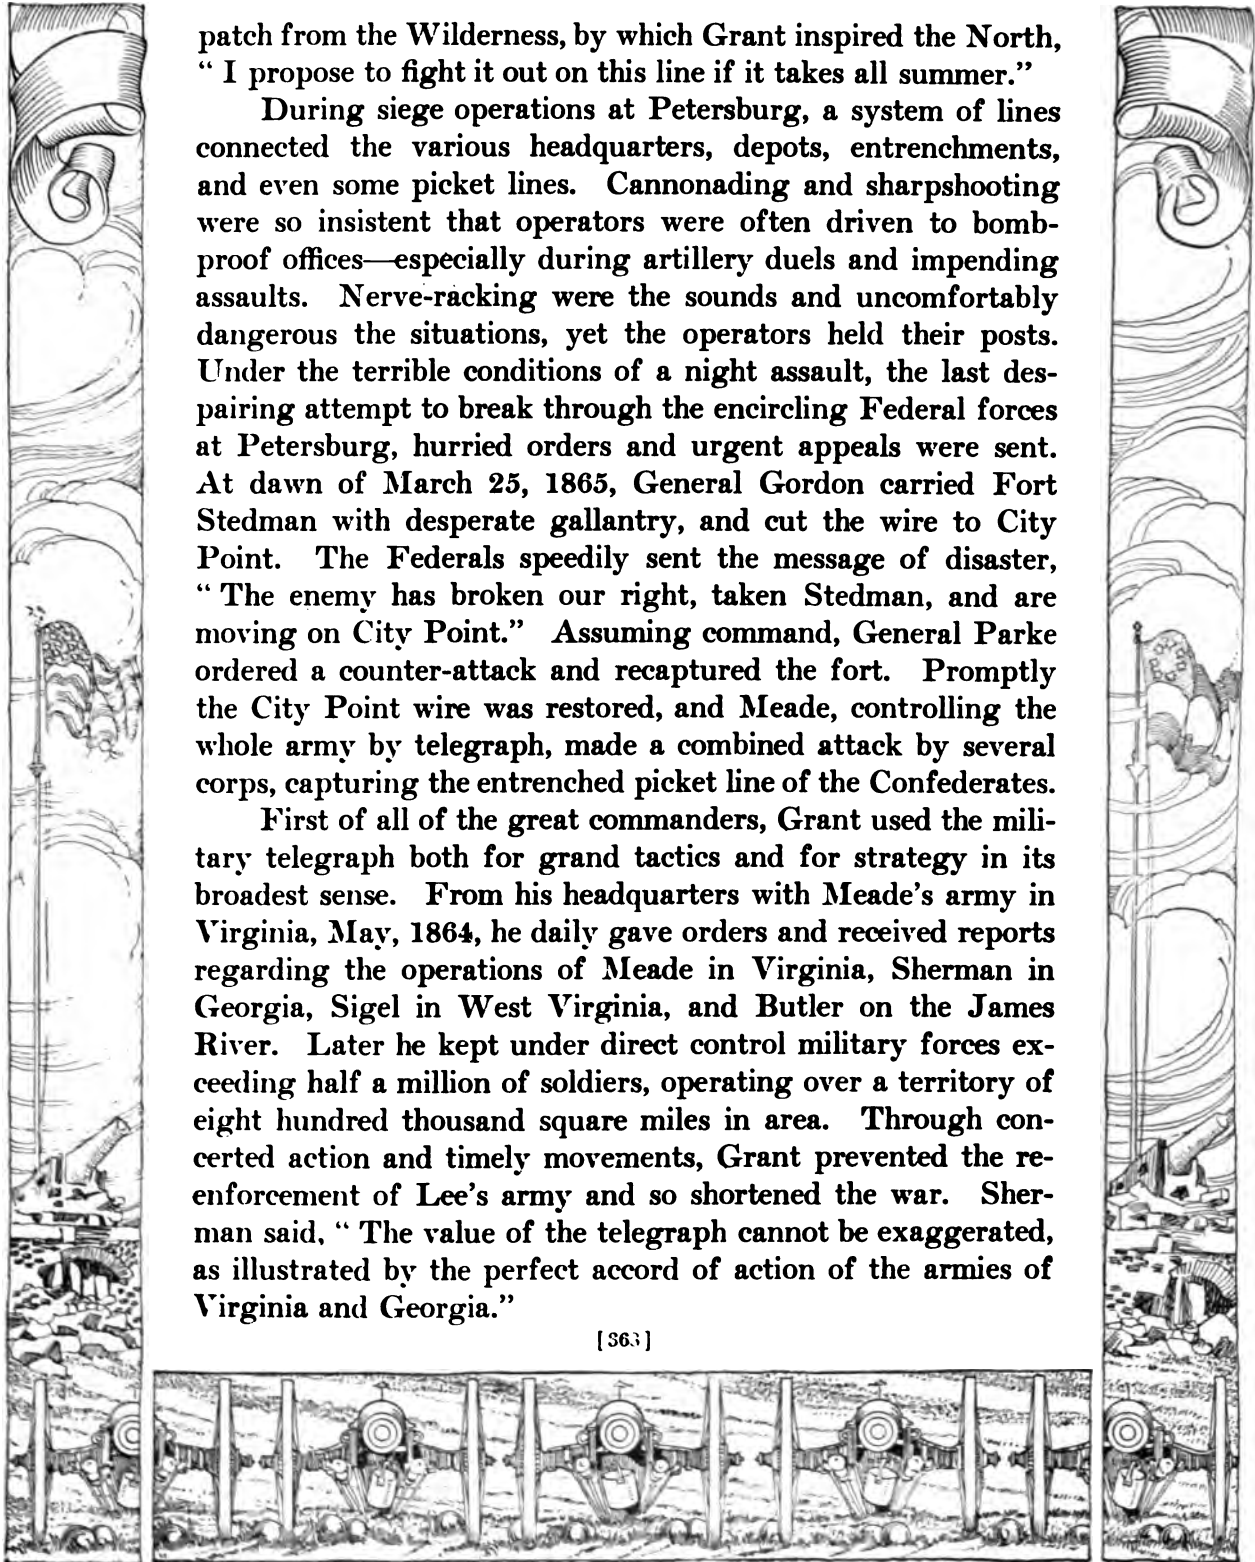 patch from the Wilderness, by which Grant inspired the North,
“ I propose to fight it out on this line if it takes all summer.”
During siege operations at Petersburg, a system of lines
connected the various headquarters, depots, entrenchments,
and even some picket lines. Cannonading and sharpshooting
were so insistent that operators were often driven to bomb-
proof offices—especially during artillery duels and impending
assaults. Nerve-racking were the sounds and uncomfortably
dangerous the situations, yet the operators held their posts.
Under the terrible conditions of a night assault, the last des-
pairing attempt to break through the encircling Federal forces
at Petersburg, hurried orders and urgent appeals were sent.
At dawn of March 25, 1865, General Gordon carried Fort
Stedman with desperate gallantry, and cut the wire to City
Point. The Federals speedily sent the message of disaster,
“ The enemy has broken our right, taken Stedman, and are
moving on City Point.” Assuming command, General Parke
ordered a counter-attack and recaptured the fort. Promptly
the City Point wire was restored, and Meade, controlling the
whole army by telegraph, made a combined attack by several
corps, capturing the entrenched picket line of the Confederates.
First of all of the great commanders, Grant used the mili-
tary telegraph both for grand tactics and for strategy in its
broadest sense. From his headquarters with Meade’s army in
Virginia, May, 1864, he daily gave orders and received reports
regarding the operations of Meade in Virginia, Sherman in
Georgia, Sigel in West Virginia, and Butler on the James
River. Later he kept under direct control military forces ex-
ceeding half a million of soldiers, operating over a territory of
eight hundred thousand square miles in area. Through con-
certed action and timely movements, Grant prevented the re-
enforcement of Lee’s army and so shortened the war. Sher-
man said, “ The value of the telegraph cannot be exaggerated,
as illustrated by the perfect accord of action of the armies of
Virginia and Georgia.”
[ 363 ]